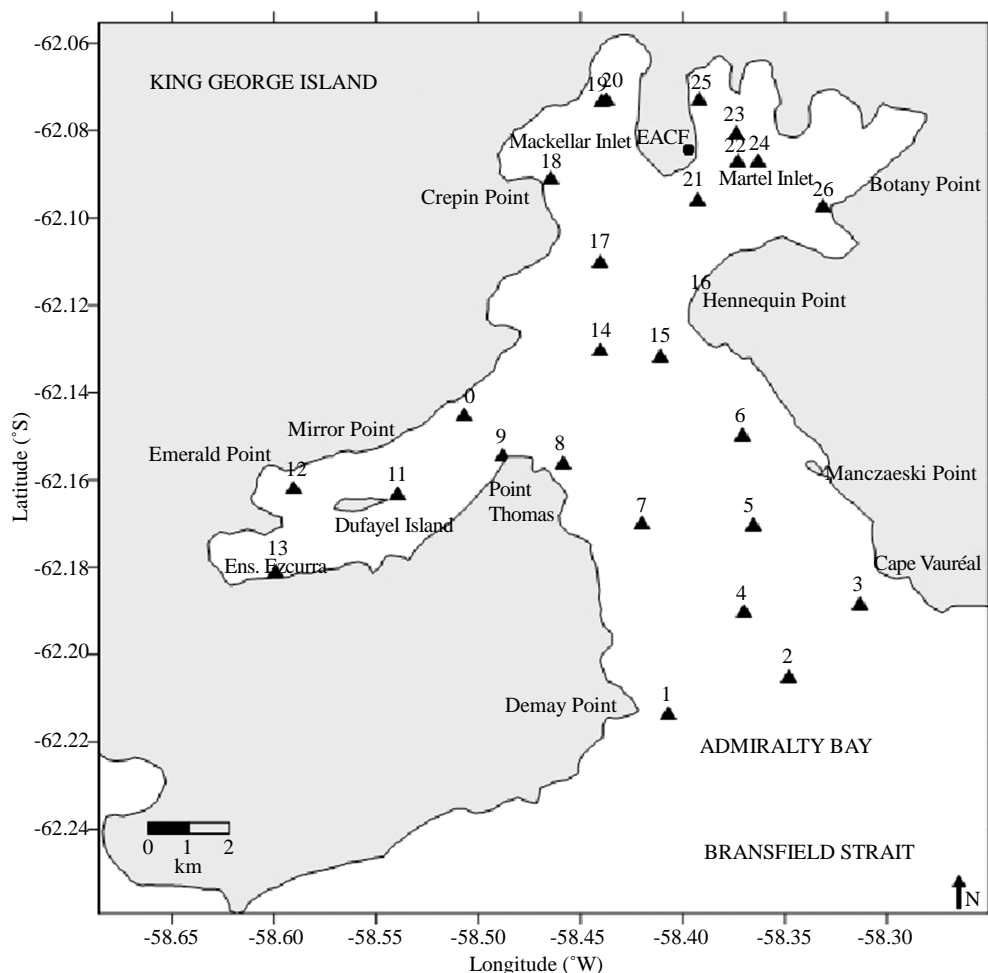 -62.06
-62.08
-62.10
-62.12
-62.14
-62.16
-62.18
-62.20
-62.22
-62.24
Latitude (˚S)
KING GEORGE ISLAND
19
20
25
23
Mackellar Inlet
EACF
22
24
18
Martel Inlet
Crepin Point
21
26
Botany Point
17
16
Hennequin Point
14
15
0
Mirror Point
6
Emerald Point
9
8
12
11
Manczaeski Point
Point
Thomas
7
5
Dufayel Island
13
Ens. Ezcurra
Cape Vauréal
4
3
2
Demay Point
1
ADMIRALTY BAY
BRANSFIELD STRAIT
0
1
2
km
N
-58.65
-58.60
-58.55
-58.50
-58.45
-58.40
-58.35
-58.30
Longitude (˚W)